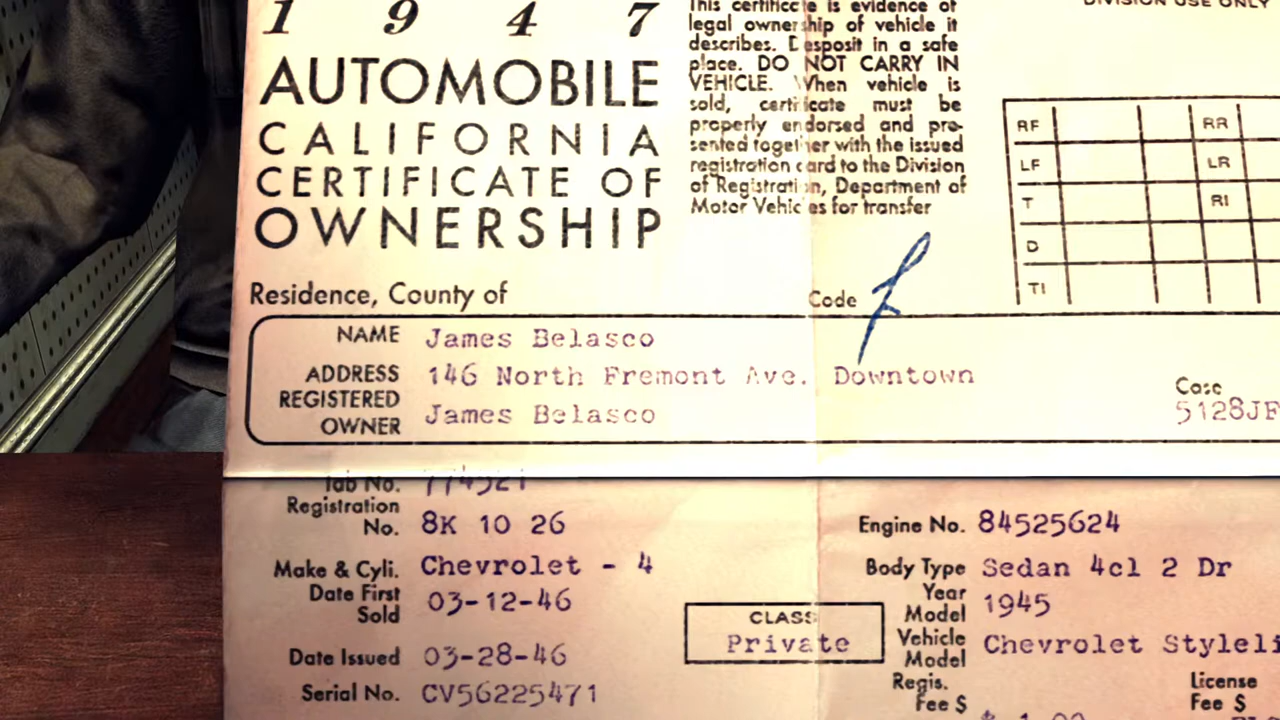 1 9 4 7
AUTOMOBILE
CALIFORNIA
CERTIFICATE OF
OWNERSHIP
This certificate is evidence of
legal ownership of vehicle it
describes. Desposit in a safe
place. DO NOT CARRY IN
VEHICLE. When vehicle is
sold, certificate must be
properly endorsed and pre-
sented together with the issued
registration card to the Division
of Registration, Department of
Motor Vehicles for transfer
DIVISION USE ONLY
RF RR
LF LR
T RI
D
TI
Residence, County of
Code
NAME James Belasco
ADDRESS 146 North Fremont Ave. Downtown
REGISTERED
OWNER James Belasco
Case
5128JF
Tab No.
Registration
No. 8K 10 26
Engine No. 84525624
Make & Cyli. Chevrolet - 4
Body Type Sedan 4cl 2 Dr
Date First
Sold 03-12-46
Year
Model 1945
CLASS
Private
Vehicle
Model Chevrolet Styleli
Date Issued 03-28-46
Serial No. CV56225471
Regis.
Fee $
License
Fee $